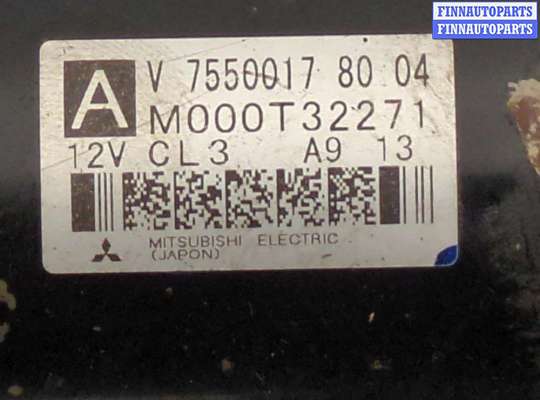 FINNAUTOPARTS
FINNAUTOPARTS
A
V 7550017 80 04
M000T32271
12V CL3 A9 13
MITSUBISHI ELECTRIC
(JAPON)